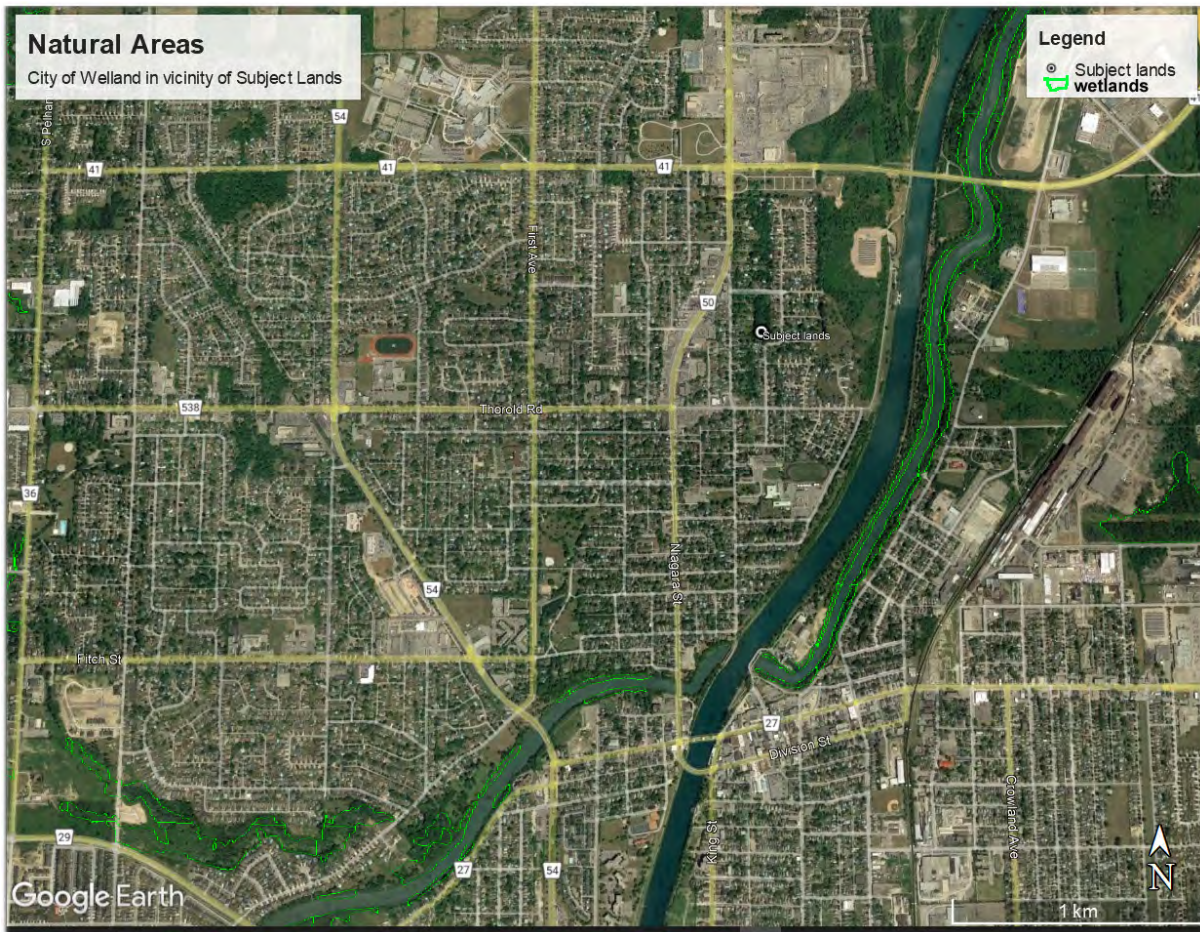 Natural Areas
City of Welland in vicinity of Subject Lands
Legend
Subject lands
wetlands
54
41
41
41
First Ave
50
Subject lands
538
Thorold Rd
36
Niagara St
54
Fitch St
27
Division St
Crowland Ave
King St
29
27
54
Google Earth
1 km
N